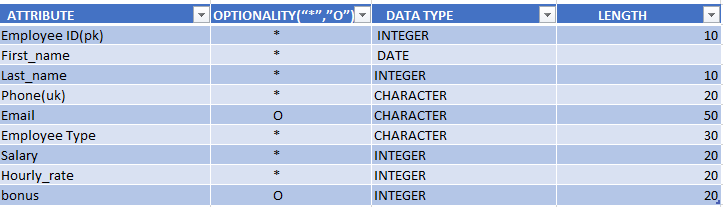 ATTRIBUTE OPTIONALITY("*","O") DATA TYPE LENGTH
Employee ID(pk) * INTEGER 10
First_name * DATE
Last_name * INTEGER 10
Phone(uk) * CHARACTER 20
Email O CHARACTER 50
Employee Type * CHARACTER 30
Salary * INTEGER 20
Hourly_rate * INTEGER 20
bonus O INTEGER 20